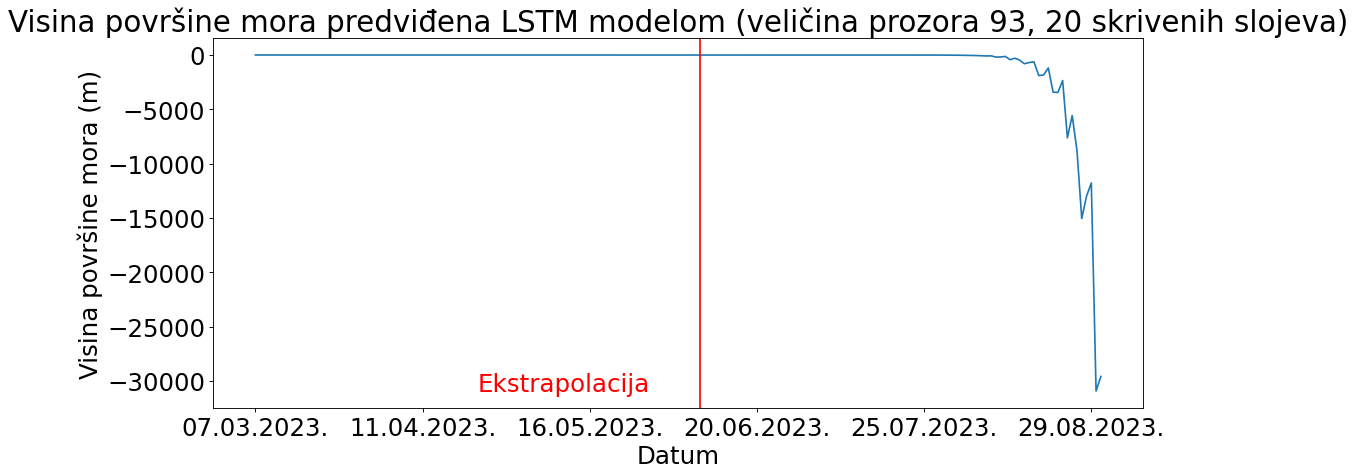 Visina površine mora predviđena LSTM modelom (veličina prozora 93, 20 skrivenih slojeva)
Visina površine mora (m)
0
−5000
−10000
−15000
−20000
−25000
−30000
Ekstrapolacija
07.03.2023. 11.04.2023. 16.05.2023. 20.06.2023. 25.07.2023. 29.08.2023.
Datum